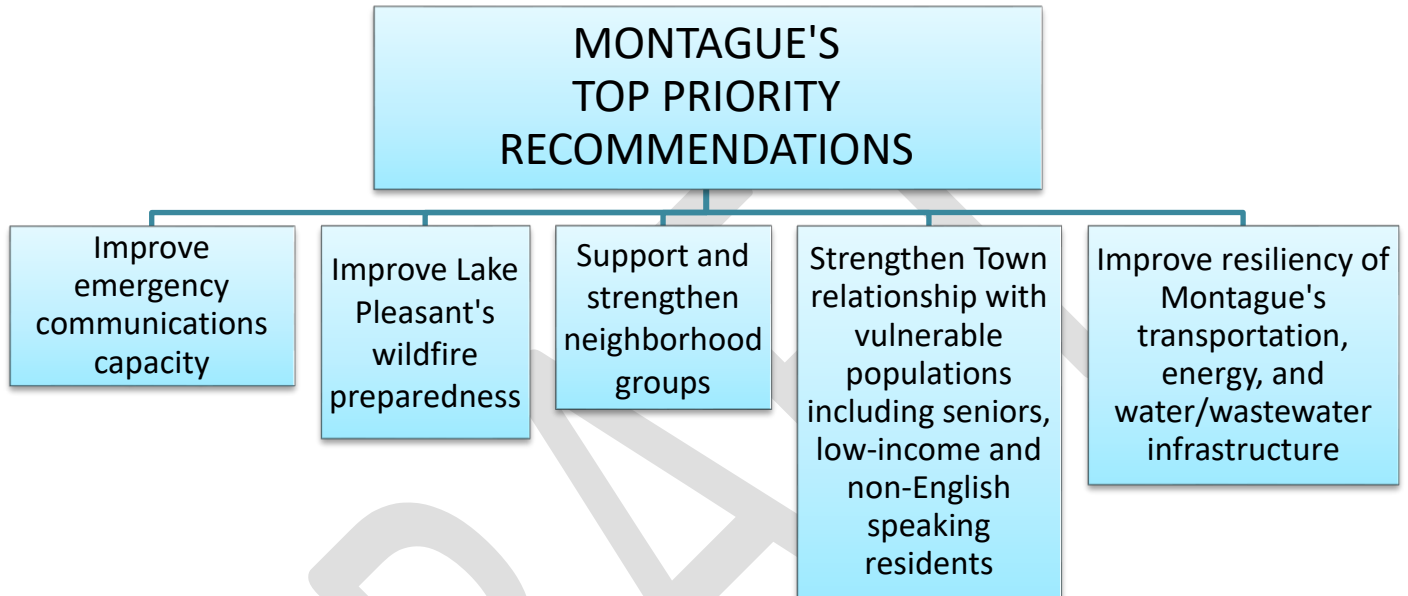 MONTAGUE'S
TOP PRIORITY
RECOMMENDATIONS
Improve
emergency
communications
capacity
Improve Lake
Pleasant's
wildfire
preparedness
Support and
strengthen
neighborhood
groups
Strengthen Town
relationship with
vulnerable
populations
including seniors,
low-income and
non-English
speaking
residents
Improve resiliency of
Montague's
transportation,
energy, and
water/wastewater
infrastructure